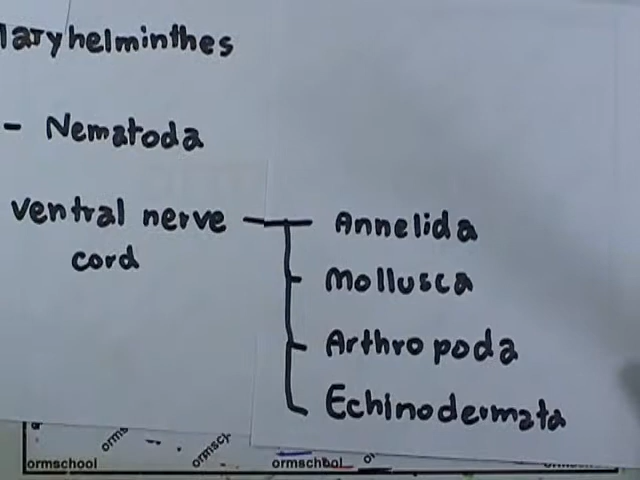 latyhelminthes
- Nematoda
ventral nerve cord
Annelida
Mollusca
Arthropoda
Echinodermata
ormschool
ormschool